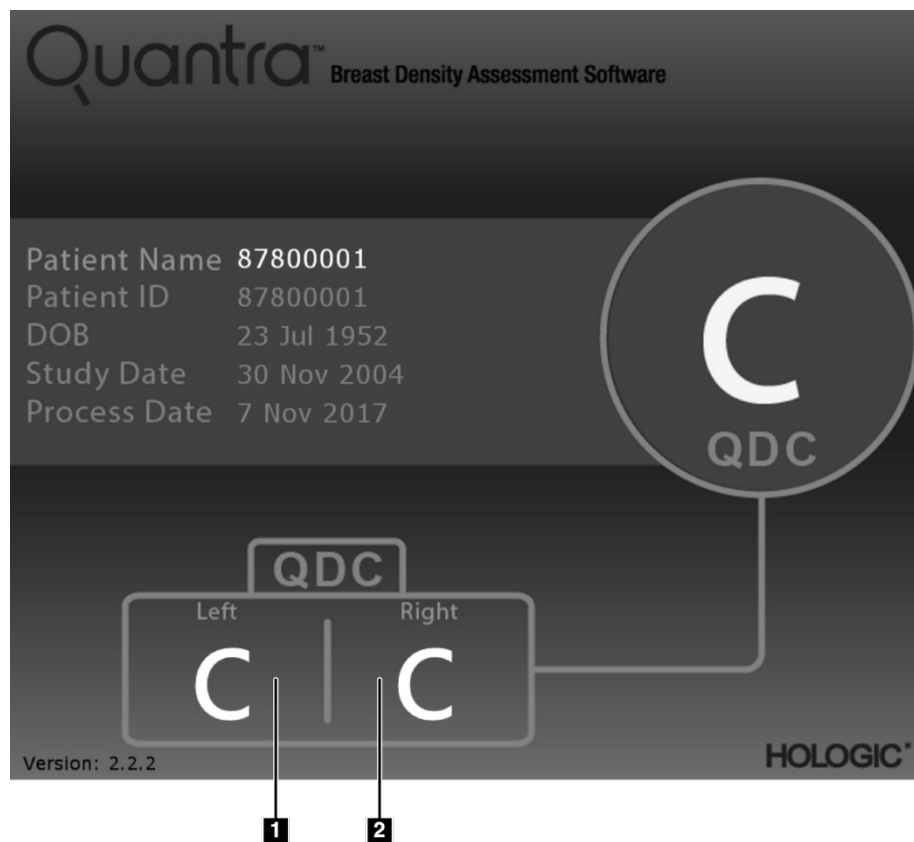 Quantra™ Breast Density Assessment Software
Patient Name 87800001
Patient ID 87800001
DOB 23 Jul 1952
Study Date 30 Nov 2004
Process Date 7 Nov 2017
C
QDC
QDC
Left Right
C C
Version: 2.2.2 HOLOGIC®
1 2